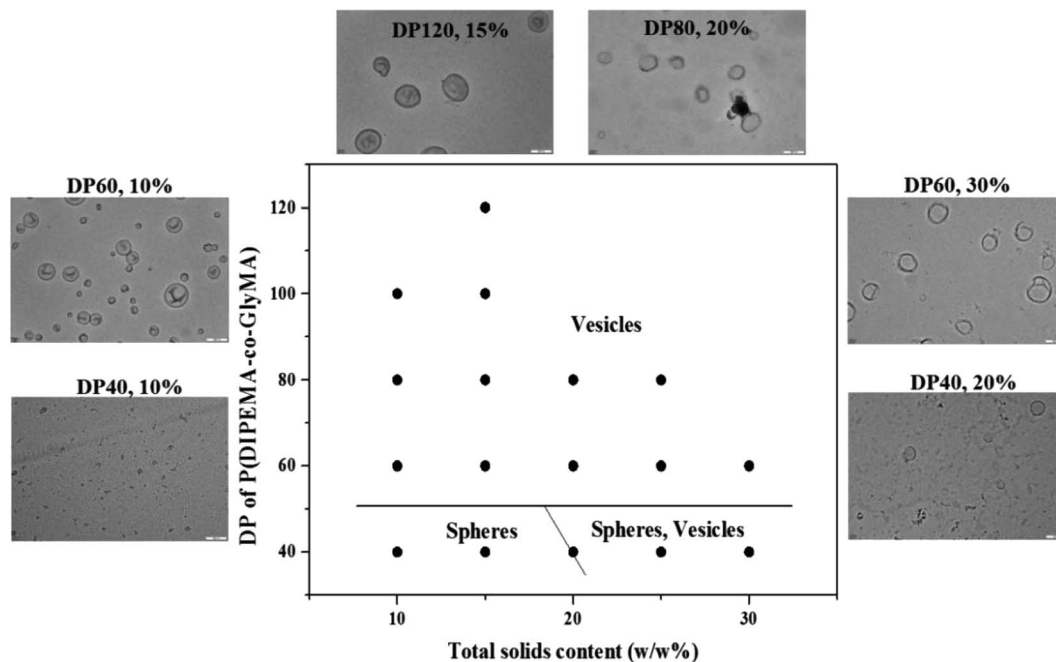 DP120, 15%
DP80, 20%
DP60, 10%
DP60, 30%
DP40, 10%
DP40, 20%
DP of P(DIPEMA-co-GlyMA)
120
100
80
60
40
Vesicles
Spheres
Spheres, Vesicles
10
20
30
Total solids content (w/w%)